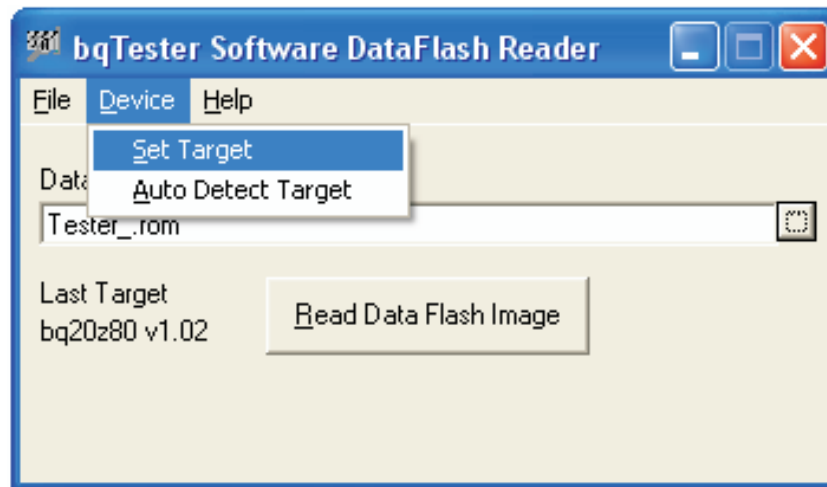 bqTester Software DataFlash Reader
File Device Help
Set Target
Auto Detect Target
Tester_.rom
Last Target
bq20z80 v1.02
Read Data Flash Image